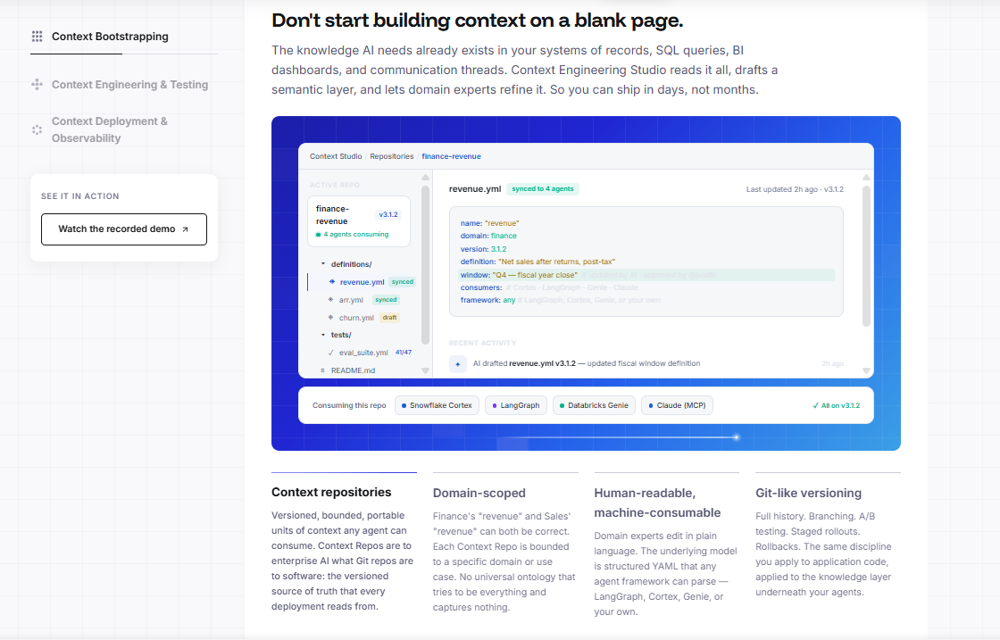 Don't start building context on a blank page.
The knowledge AI needs already exists in your systems of records, SQL queries, BI
dashboards, and communication threads. Context Engineering Studio reads it all, drafts a
semantic layer, and lets domain experts refine it. So you can ship in days, not months.
Context Bootstrapping
Context Engineering & Testing
Context Deployment &
Observability
SEE IT IN ACTION
Watch the recorded demo
Context Studio / Repositories / finance-revenue
ACTIVE REPO
finance-
revenue
v3.1.2
4 agents consuming
definitions/
revenue.yml synced
arr.yml synced
churn.yml draft
tests/
eval_suite.yml 41/47
README.md
revenue.yml synced to 4 agents
Last updated 2h ago · v3.1.2
name: "revenue"
domain: finance
version: 3.1.2
definition: "Net sales after returns, post-tax"
window: "Q4 — fiscal year close" # updated by AI · approved by
consumers: # Cortex · LangGraph · Genie · Claude
framework: any # LangGraph, Cortex, Genie, or your own
RECENT ACTIVITY
AI drafted revenue.yml v3.1.2 — updated fiscal window definition
2h ago
Consuming this repo
Snowflake Cortex
LangGraph
Databricks Genie
Claude (MCP)
✓ All on v3.1.2
Context repositories
Versioned, bounded, portable
units of context any agent can
consume. Context Repos are to
enterprise AI what Git repos are
to software: the versioned
source of truth that every
deployment reads from.
Domain-scoped
Finance's "revenue" and Sales'
"revenue" can both be correct.
Each Context Repo is bounded
to a specific domain or use
case. No universal ontology that
tries to be everything and
captures nothing.
Human-readable,
machine-consumable
Domain experts edit in plain
language. The underlying model
is structured YAML that any
agent framework can parse —
LangGraph, Cortex, Genie, or
your own.
Git-like versioning
Full history. Branching. A/B
testing. Staged rollouts.
Rollbacks. The same discipline
you apply to application code,
applied to the knowledge layer
underneath your agents.